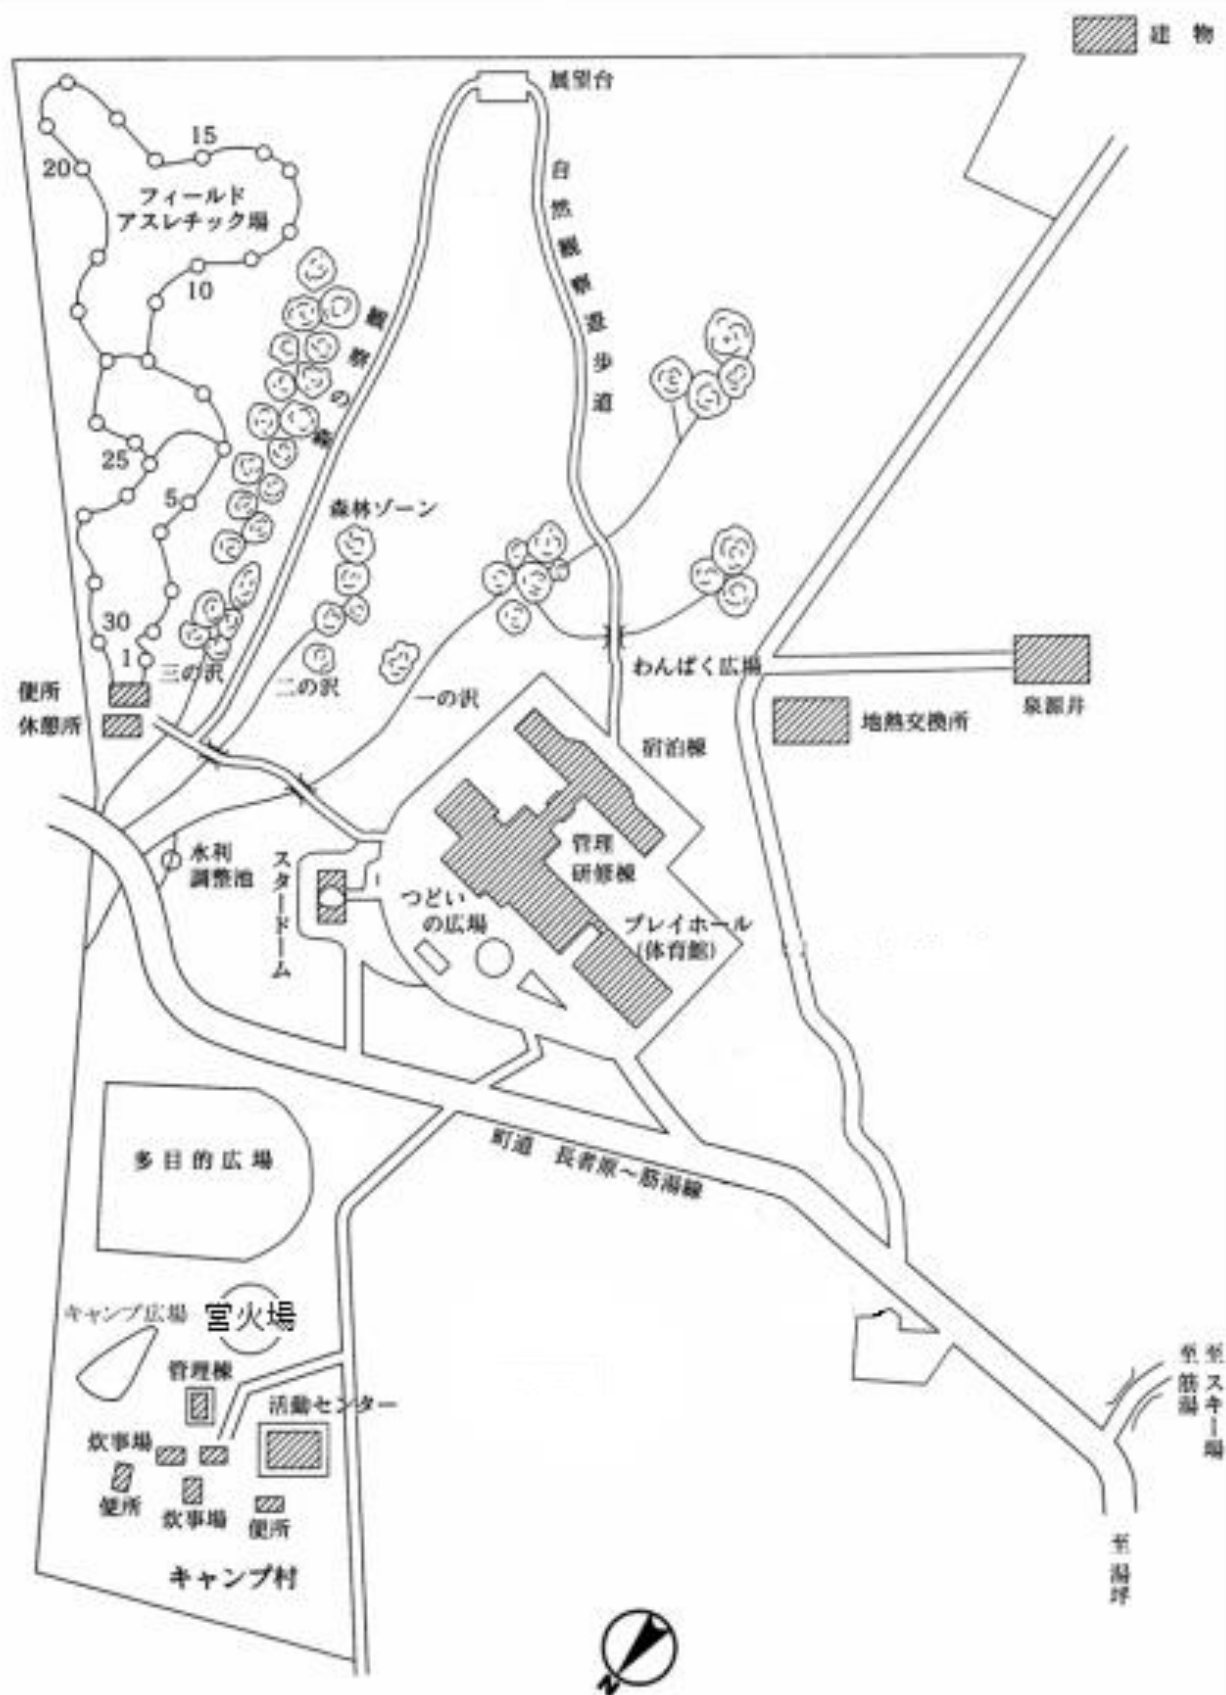 建物
展望台
15
20
フィールド
アスレチック場
自然観察遊歩道
10
観察の森
25
5
森林ゾーン
30
1
三の沢
二の沢
一の沢
わんぱく広場
便所
休憩所
泉源井
地熱交換所
宿泊棟
水利
調整池
スタードーム
管理
研修棟
つどい
の広場
プレイホール
(体育館)
町道 長者原~筋湯線
多目的広場
キャンプ広場
営火場
管理棟
活動センター
炊事場
便所
炊事場
便所
キャンプ村
至スキー場
至筋湯
至湯坪
N